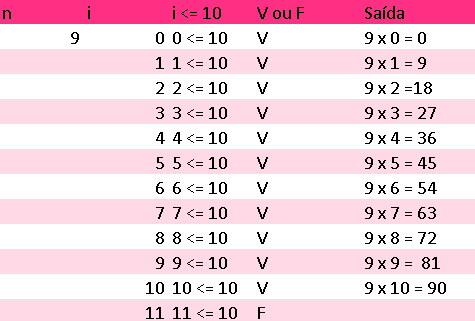 n i i <= 10 V ou F Saída
9 0 0 <= 10 V 9 x 0 = 0
1 1 <= 10 V 9 x 1 = 9
2 2 <= 10 V 9 x 2 =18
3 3 <= 10 V 9 x 3 = 27
4 4 <= 10 V 9 x 4 = 36
5 5 <= 10 V 9 x 5 = 45
6 6 <= 10 V 9 x 6 = 54
7 7 <= 10 V 9 x 7 = 63
8 8 <= 10 V 9 x 8 = 72
9 9 <= 10 V 9 x 9 = 81
10 10 <= 10 V 9 x 10 = 90
11 11 <= 10 F